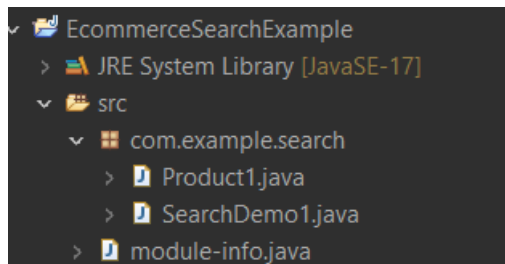 EcommerceSearchExample
JRE System Library [JavaSE-17]
src
com.example.search
Product1.java
SearchDemo1.java
module-info.java